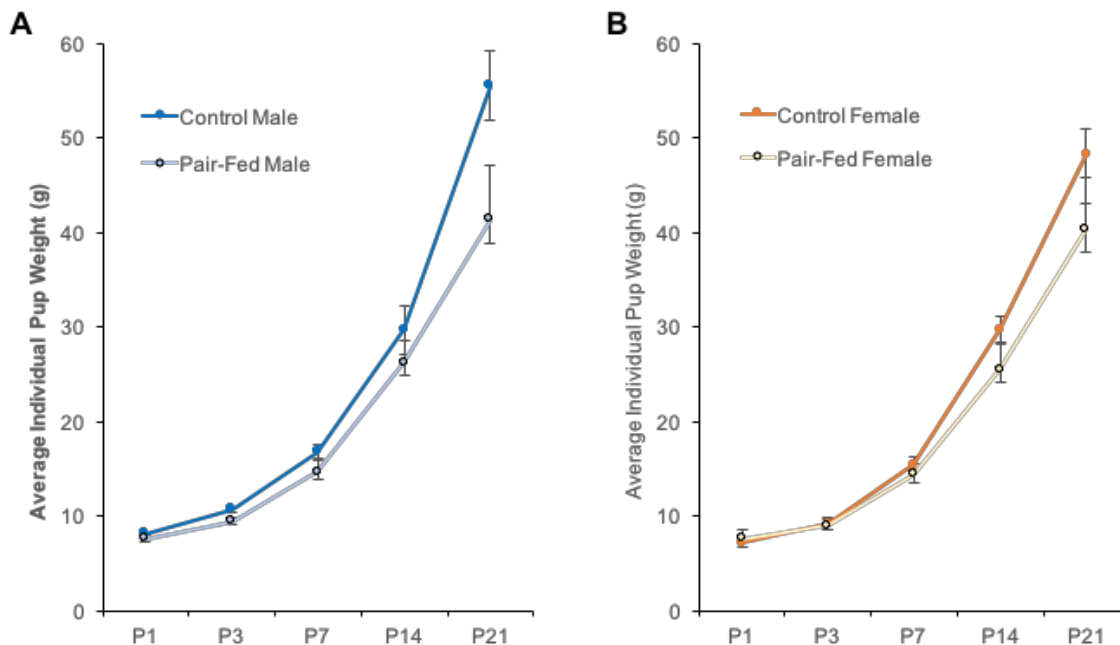 A
Average Individual Pup Weight (g)
60
50
40
30
20
10
0
Control Male
Pair-Fed Male
P1 P3 P7 P14 P21
B
Average Individual Pup Weight (g)
60
50
40
30
20
10
0
Control Female
Pair-Fed Female
P1 P3 P7 P14 P21